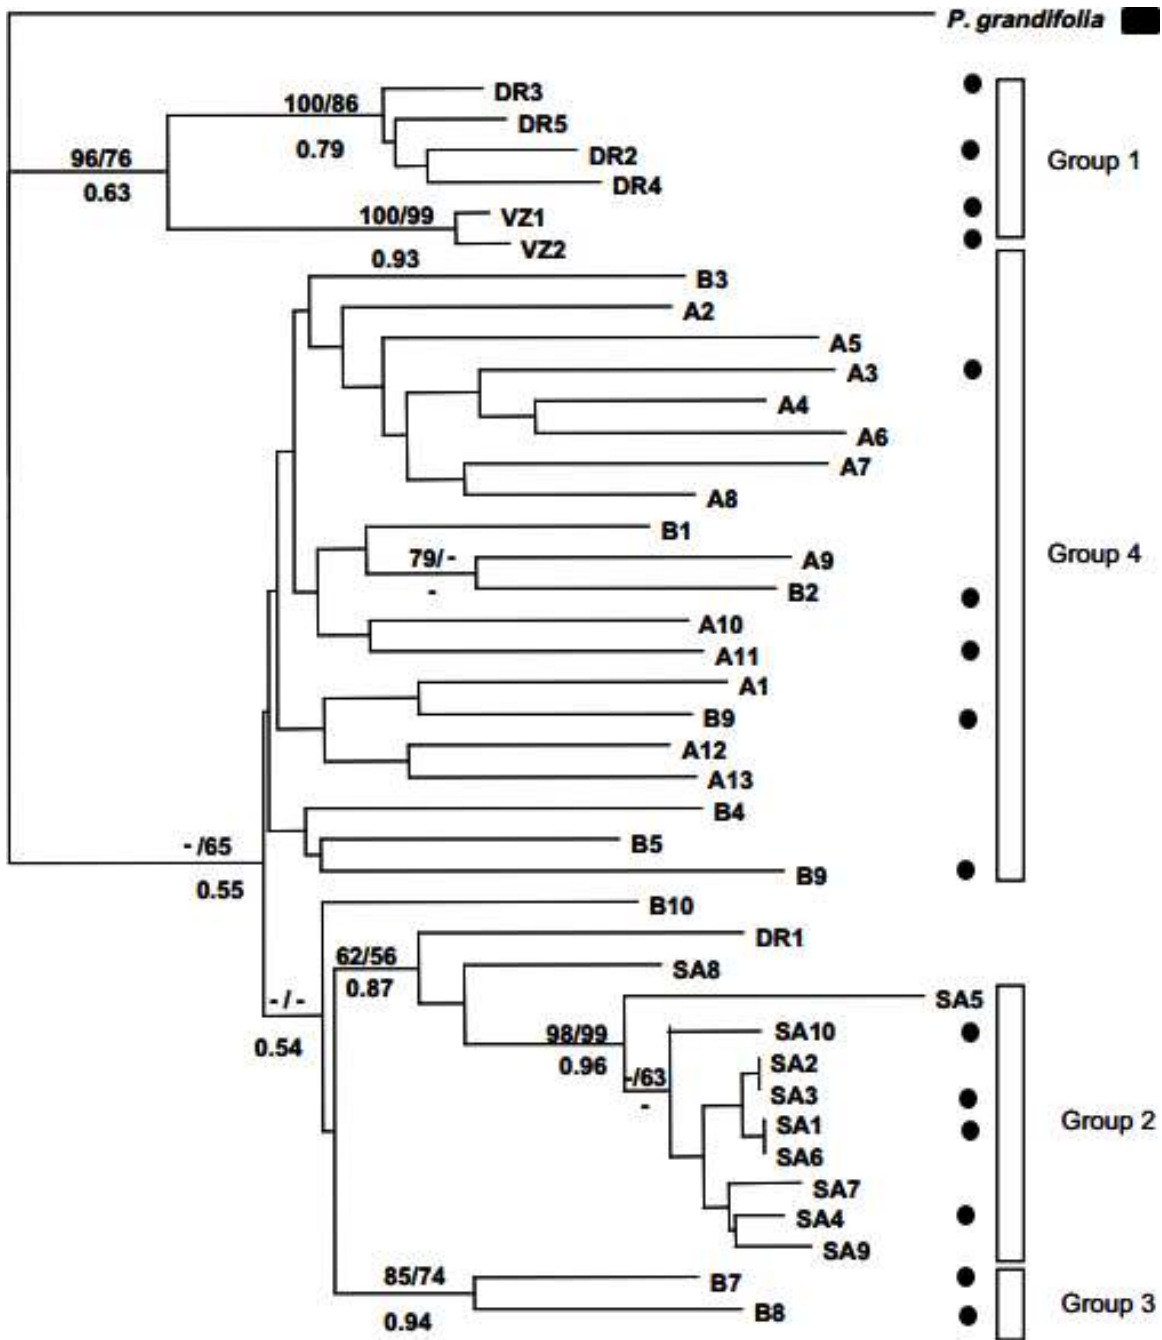 P. grandifolia
DR3
100/86
DR5
0.79
DR2
96/76
Group 1
DR4
0.63
VZ1
100/99
VZ2
0.93
B3
A2
A5
A3
A4
A6
A7
A8
B1
79/ -
A9
Group 4
-
B2
A10
A11
A1
B9
A12
A13
B4
- /65
B5
B9
0.55
B10
DR1
62/56
SA8
0.87
- / -
SA5
98/99
SA10
0.54
0.96
SA2
-/63
SA3
-
SA1
Group 2
SA6
SA7
SA4
SA9
85/74
B7
Group 3
B8
0.94